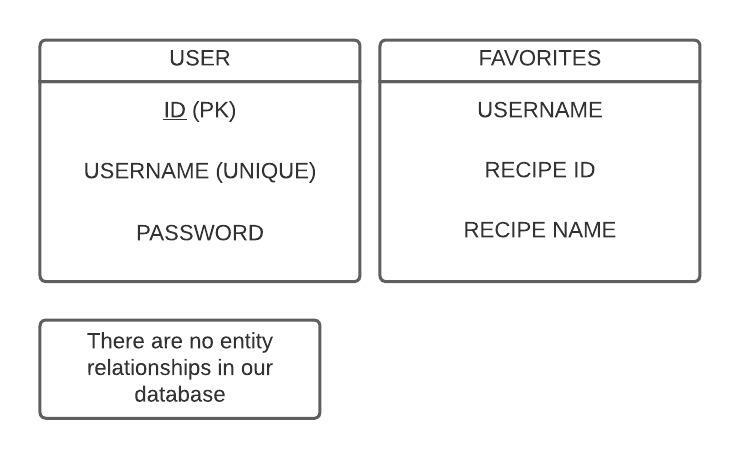 USER
ID (PK)
USERNAME (UNIQUE)
PASSWORD
FAVORITES
USERNAME
RECIPE ID
RECIPE NAME
There are no entity
relationships in our
database